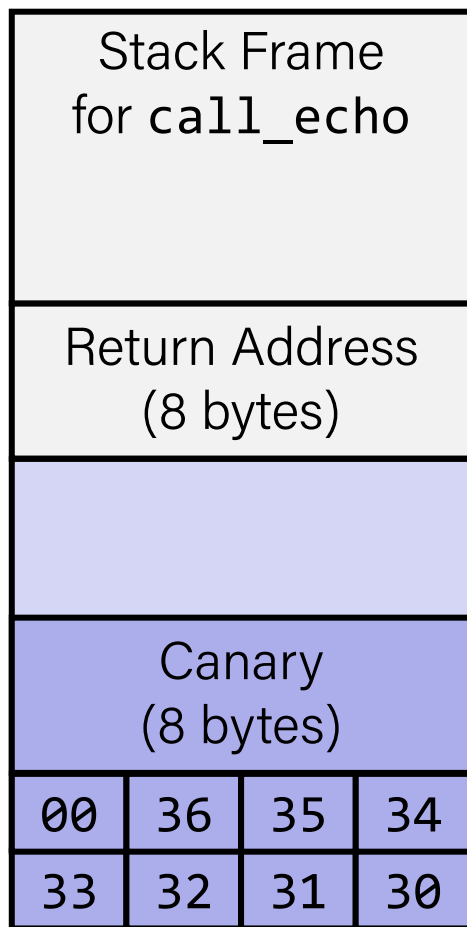 Stack Frame
for call_echo
Return Address
(8 bytes)
Canary
(8 bytes)
00 36 35 34
33 32 31 30